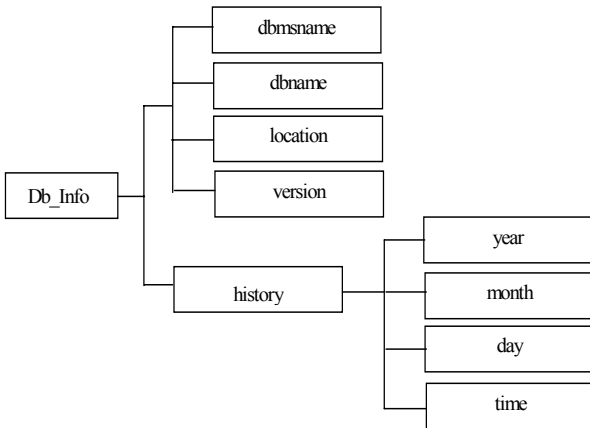 dbmsname
dbname
location
version
Db_Info
history
year
month
day
time